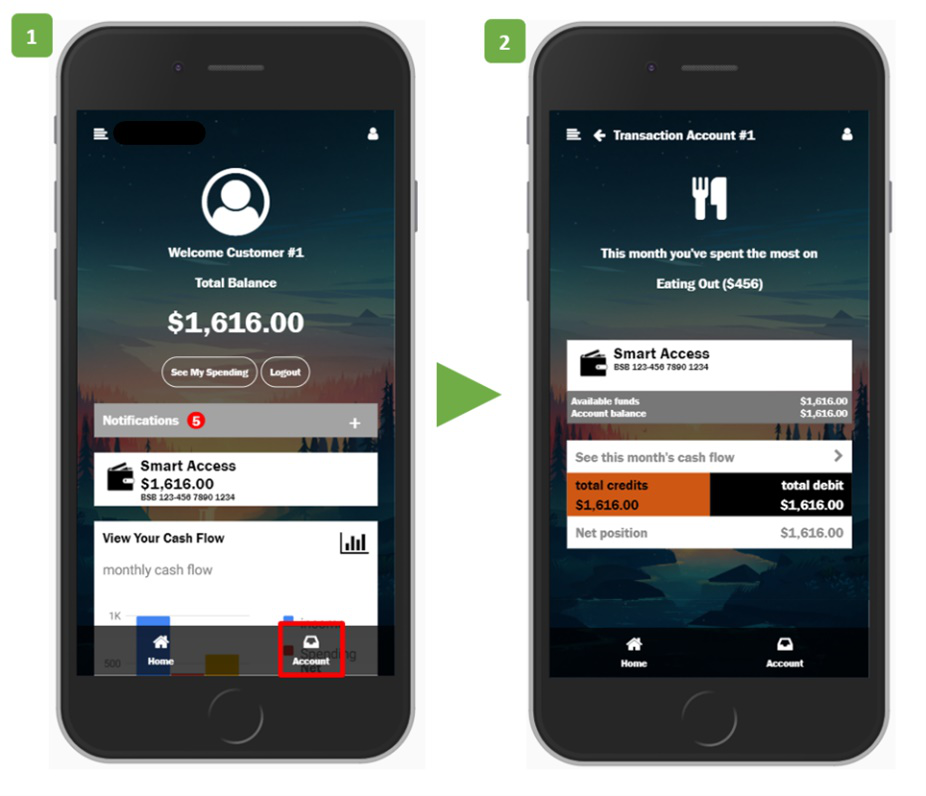 1
Welcome Customer #1
Total Balance
$1,616.00
See My Spending Logout
Notifications 5 +
Smart Access
$1,616.00
BSB 123-456 7890 1234
View Your Cash Flow
monthly cash flow
1K
Income
500
Spending
Net
Home Account
2
Transaction Account #1
This month you've spent the most on
Eating Out ($456)
Smart Access
BSB 123-456 7890 1234
Available funds $1,616.00
Account balance $1,616.00
See this month's cash flow
total credits total debit
$1,616.00 $1,616.00
Net position $1,616.00
Home Account